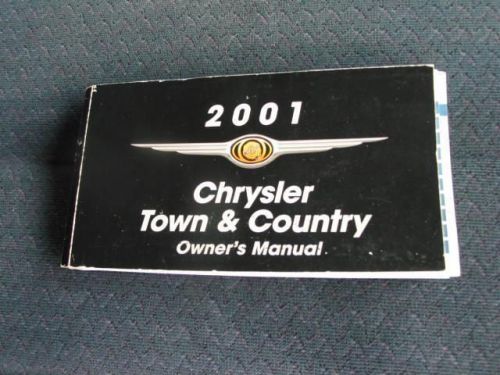 2001
Chrysler
Town & Country
Owner's Manual